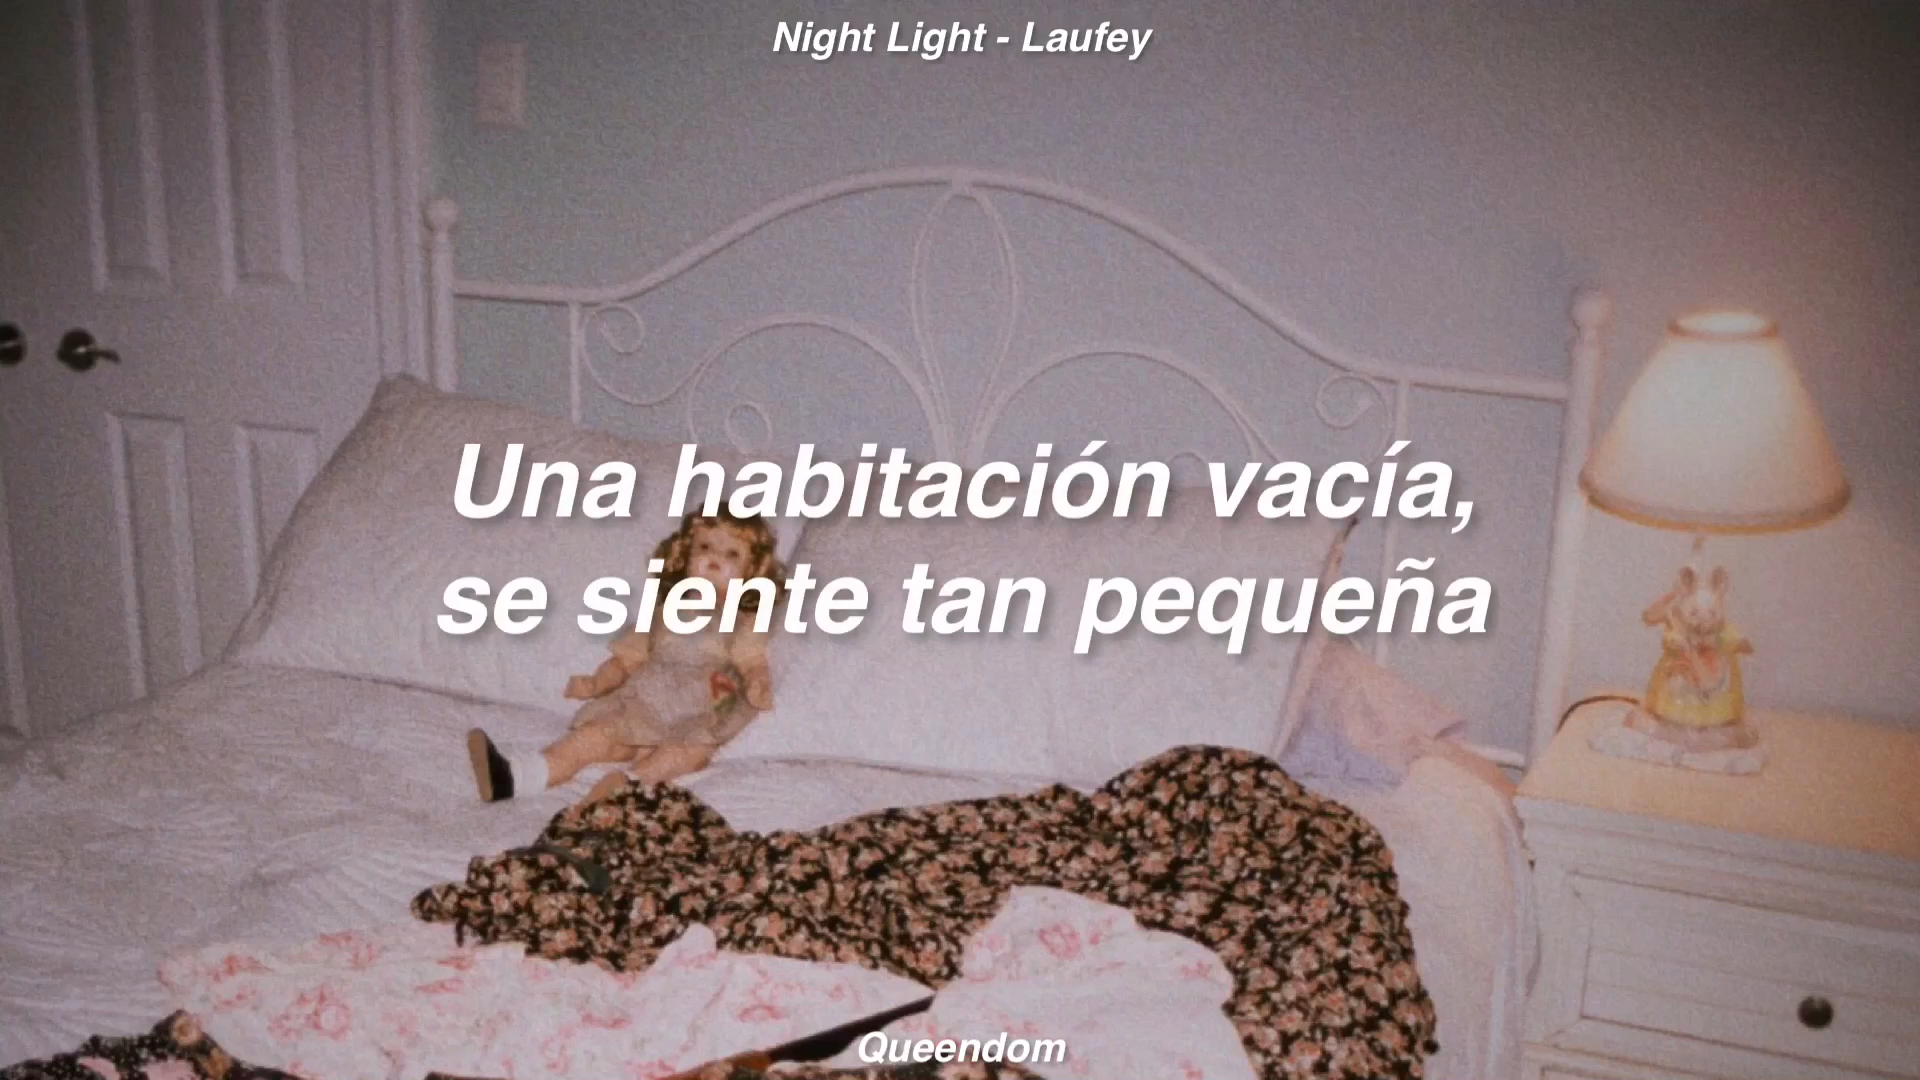 Night Light - Laufey
Una habitación vacía,
se siente tan pequeña
Queendom